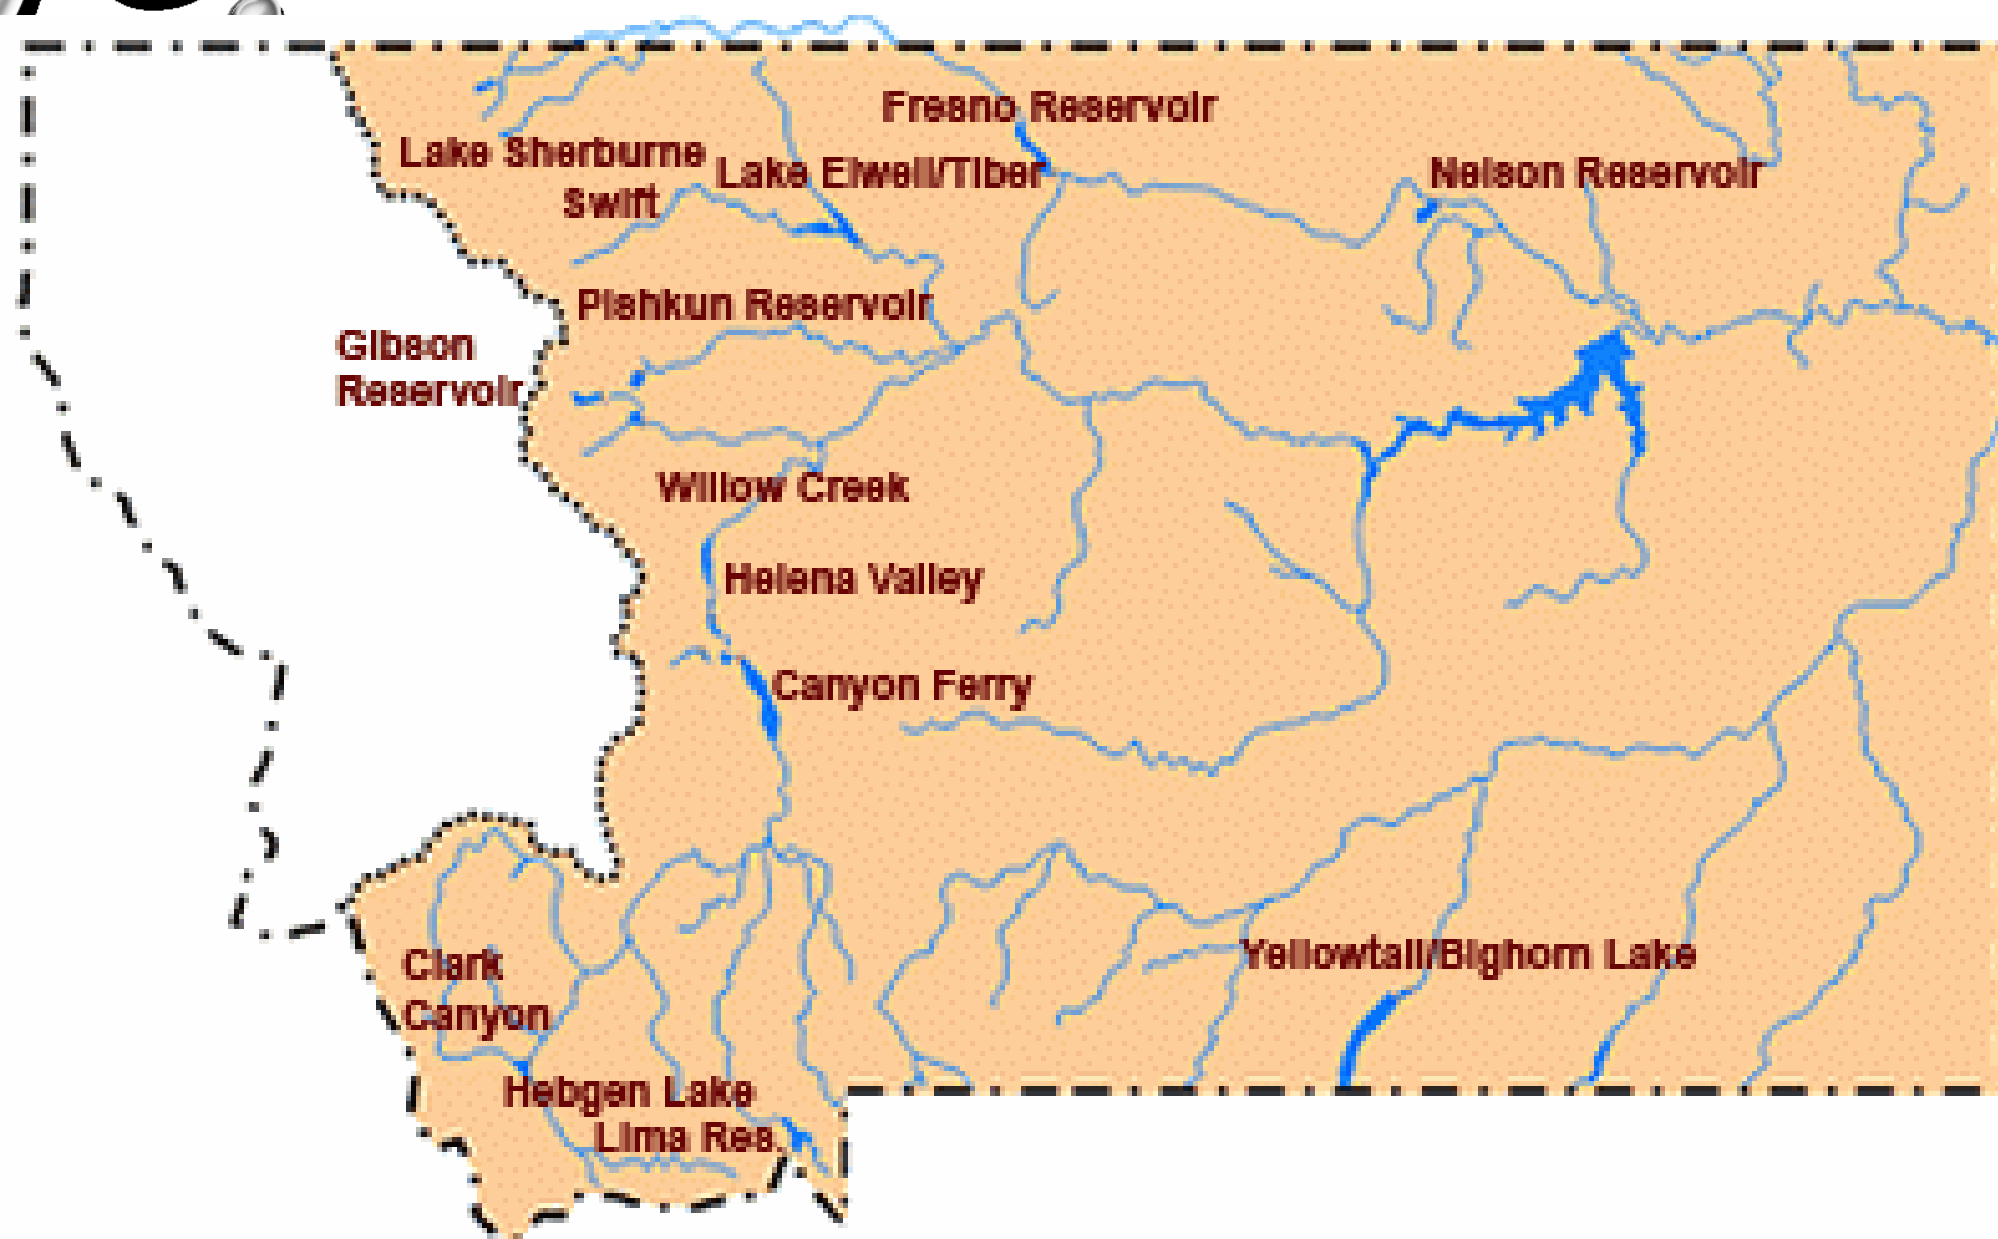 Fresno Reservoir
Lake Sherburne
Lake Elwell/Tiber
Nelson Reservoir
Swift
Pishkun Reservoir
Gibson
Reservoir
Willow Creek
Helena Valley
Canyon Ferry
Yellowtail/Bighorn Lake
Clark
Canyon
Hebgen Lake
Lima Res.